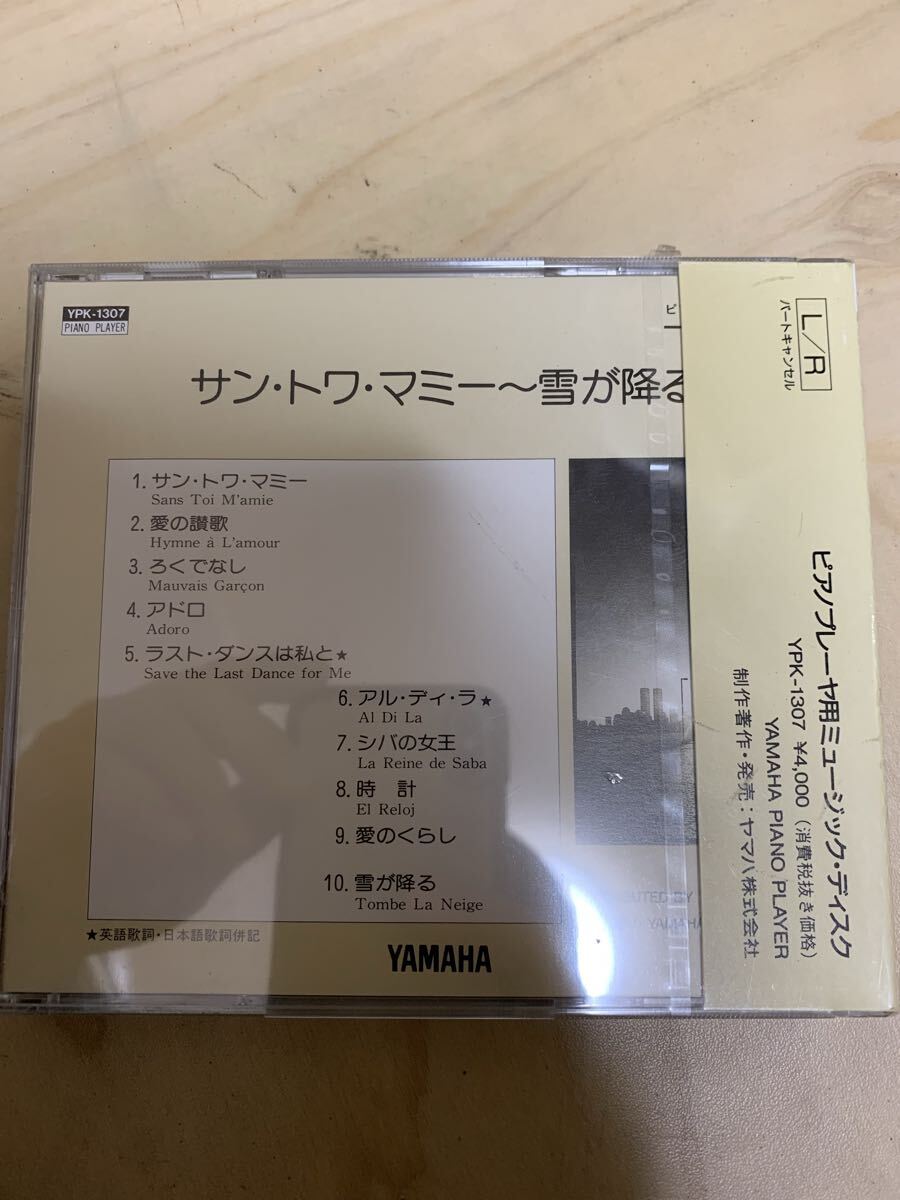 YPK-1307
PIANO PLAYER
ピ
サン・トワ・マミー〜雪が降る
1. サン・トワ・マミー
Sans Toi M'amie
2. 愛の讃歌
Hymne à L'amour
3. ろくでなし
Mauvais Garçon
4. アドロ
Adoro
5. ラスト・ダンスは私と★
Save the Last Dance for Me
6. アル・ディ・ラ★
Al Di La
7. シバの女王
La Reine de Saba
8. 時 計
El Reloj
9. 愛のくらし
10. 雪が降る
Tombe La Neige
★英語歌詞・日本語歌詞併記
YAMAHA
L/R
パートキャンセル
ピアノプレーヤ用ミュージック・ディスク
YPK-1307 ¥4,000（消費税抜き価格）
YAMAHA PIANO PLAYER
制作著作・発売：ヤマハ株式会社